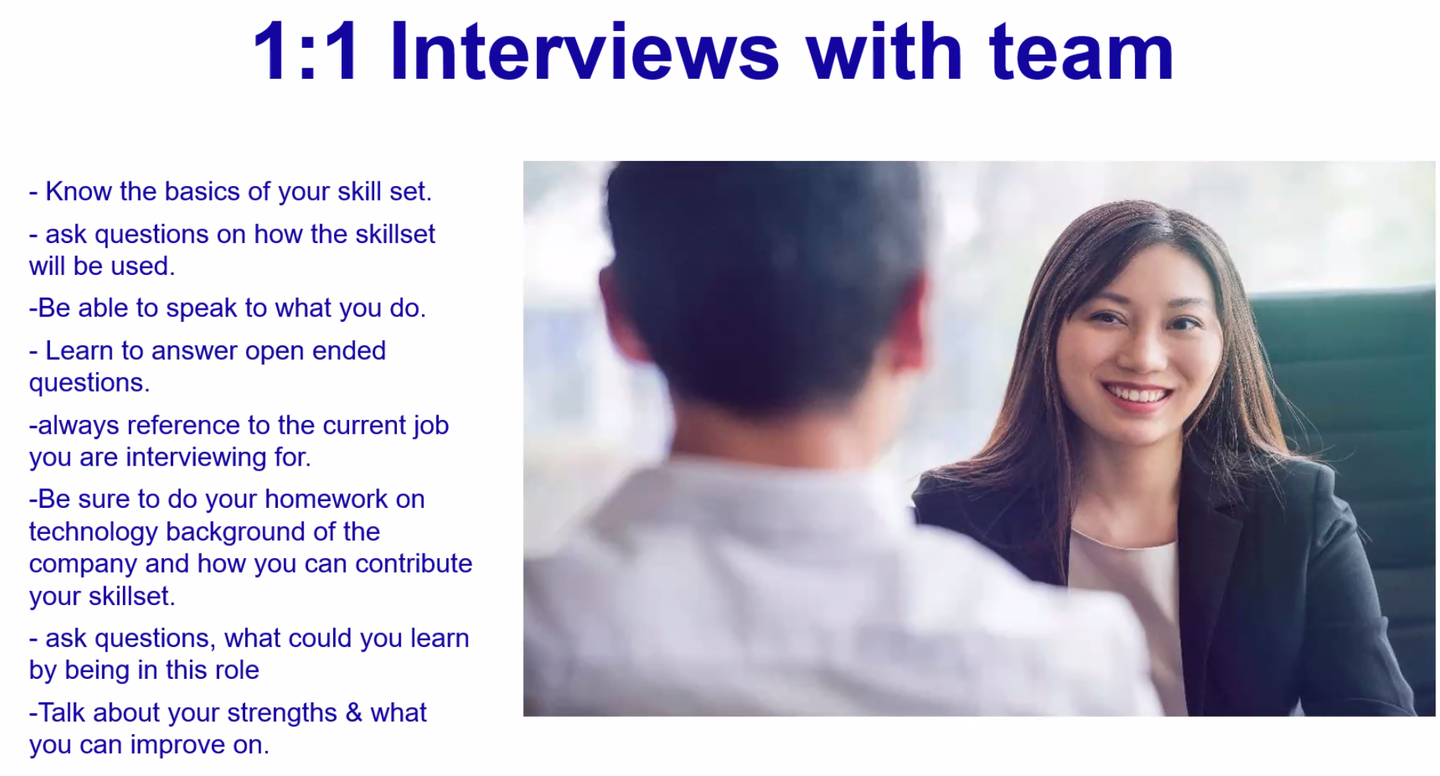 1:1 Interviews with team
- Know the basics of your skill set.
- ask questions on how the skillset
will be used.
-Be able to speak to what you do.
- Learn to answer open ended
questions.
-always reference to the current job
you are interviewing for.
-Be sure to do your homework on
technology background of the
company and how you can contribute
your skillset.
- ask questions, what could you learn
by being in this role
-Talk about your strengths & what
you can improve on.